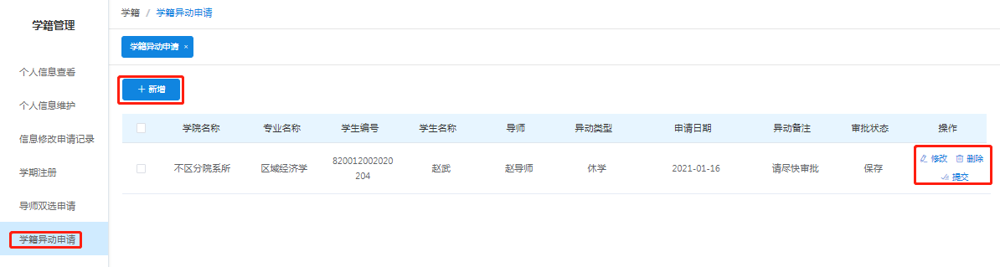 学籍管理
个人信息查看
个人信息维护
信息修改申请记录
学期注册
导师双选申请
学籍异动申请
学籍 / 学籍异动申请
学籍异动申请 ×
＋ 新增
学院名称 专业名称 学生编号 学生名称 导师 异动类型 申请日期 异动备注 审批状态 操作
不区分院系所 区域经济学 820012002020 赵武 赵导师 休学 2021-01-16 请尽快审批 保存 修改 删除
204 提交